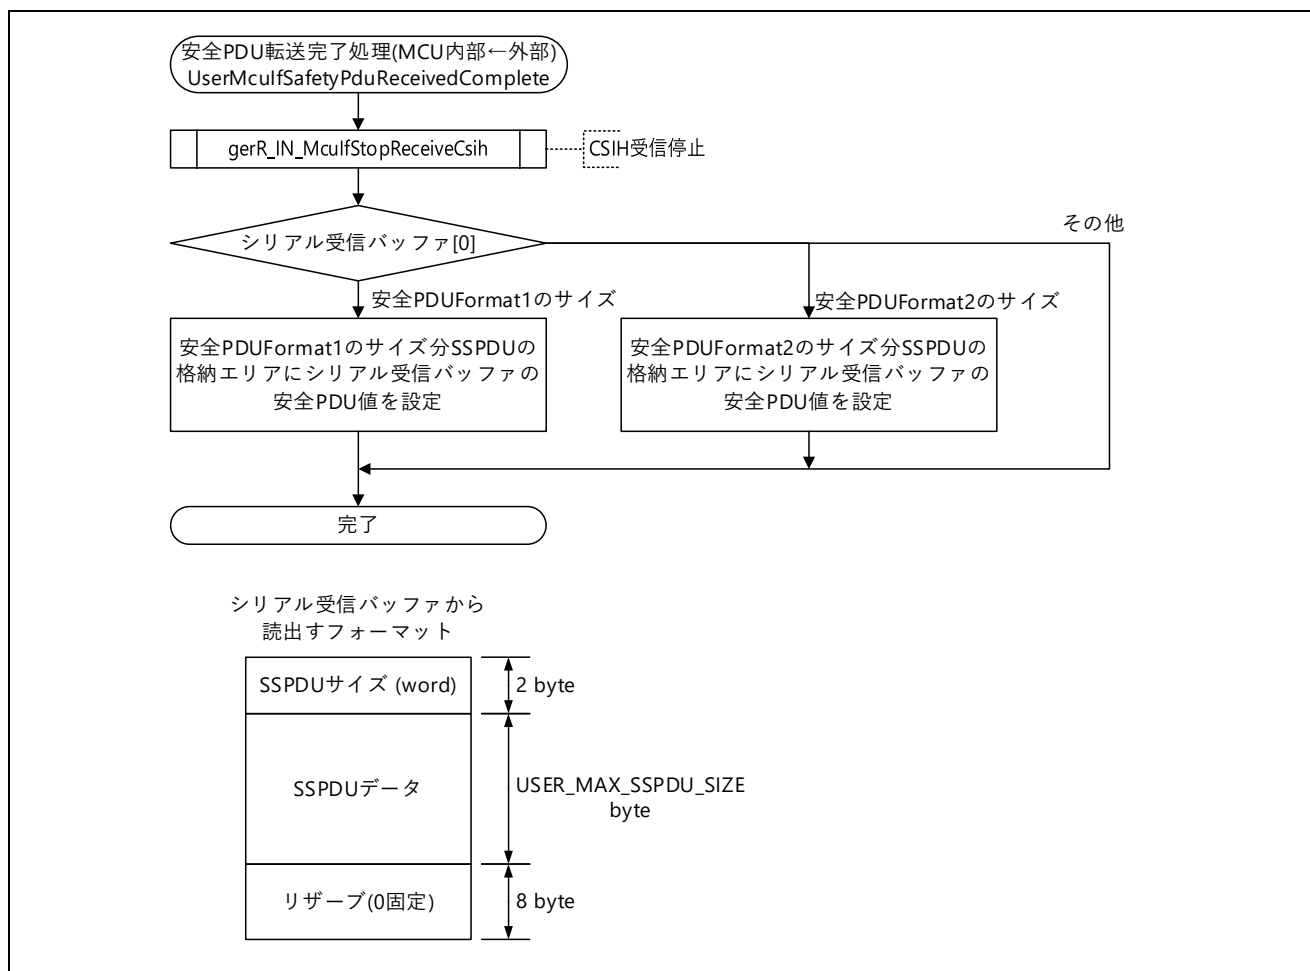 安全PDU転送完了処理(MCU内部←外部)
UserMcuIfSafetyPduReceivedComplete
gerR_IN_McuIfStopReceiveCsih
CSIH受信停止
シリアル受信バッファ[0]
その他
安全PDUFormat1のサイズ
安全PDUFormat2のサイズ
安全PDUFormat1のサイズ分SSPDUの
格納エリアにシリアル受信バッファの
安全PDU値を設定
安全PDUFormat2のサイズ分SSPDUの
格納エリアにシリアル受信バッファの
安全PDU値を設定
完了
シリアル受信バッファから
読出すフォーマット
SSPDUサイズ (word)
2 byte
SSPDUデータ
USER_MAX_SSPDU_SIZE
byte
リザーブ(0固定)
8 byte